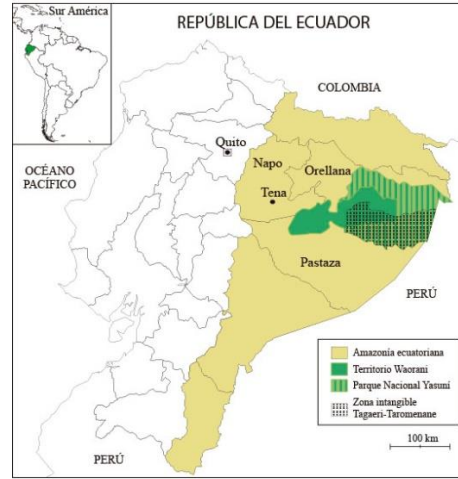 Sur América
REPÚBLICA DEL ECUADOR
COLOMBIA
OCÉANO
PACÍFICO
Quito
Napo
Orellana
Tena
Pastaza
PERÚ
Amazonía ecuatoriana
Territorio Waorani
Parque Nacional Yasuní
Zona intangible
Tagaeri-Taromenane
100 km
PERÚ